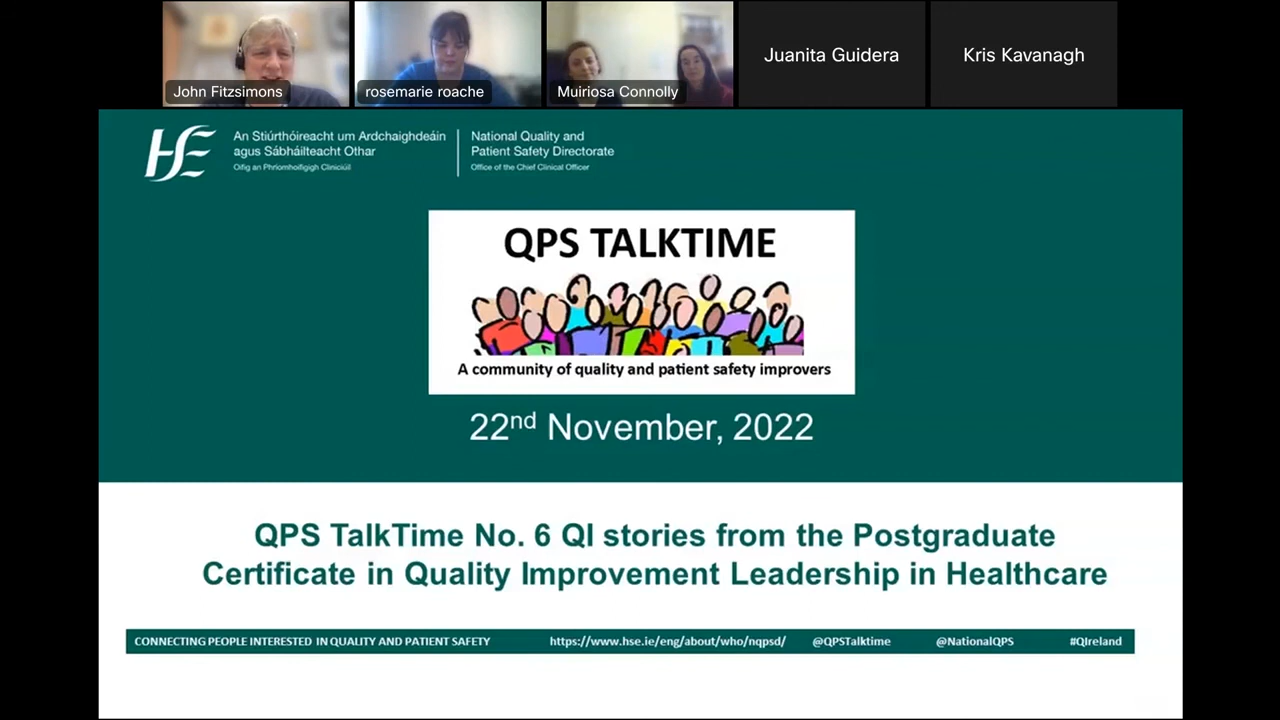 John Fitzsimons
rosemarie roache
Muiriosa Connolly
Juanita Guidera
Kris Kavanagh
An Stiúrthóireacht um Ardchaighdeáin
agus Sábháilteacht Othar
Oifig an Phríomhoifigigh Cliniciúil
National Quality and
Patient Safety Directorate
Office of the Chief Clinical Officer
QPS TALKTIME
A community of quality and patient safety improvers
22nd November, 2022
QPS TalkTime No. 6 QI stories from the Postgraduate
Certificate in Quality Improvement Leadership in Healthcare
CONNECTING PEOPLE INTERESTED IN QUALITY AND PATIENT SAFETY https://www.hse.ie/eng/about/who/nqpsd/ @QPSTalktime @NationalQPS #QIreland